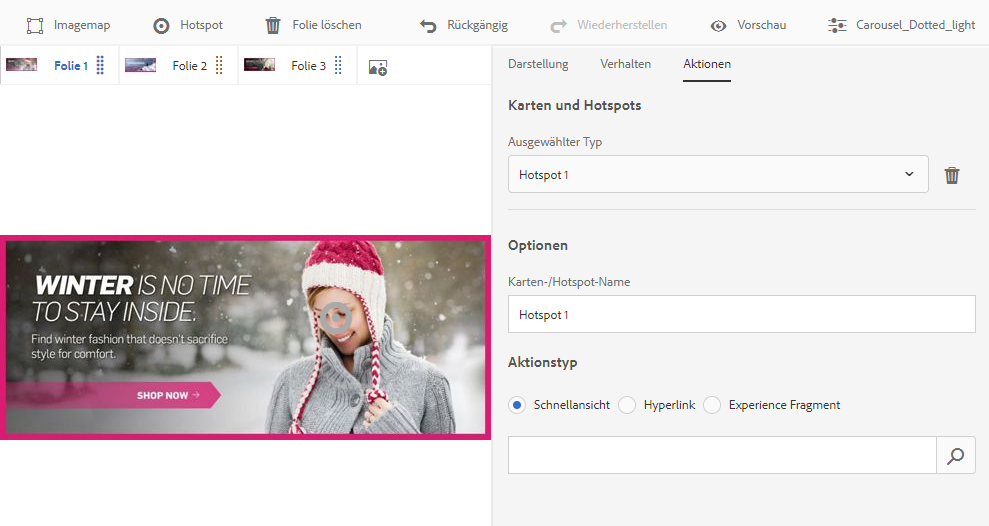 Imagemap Hotspot Folie löschen Rückgängig Wiederherstellen Vorschau Carousel_Dotted_light
Folie 1 Folie 2 Folie 3
Darstellung Verhalten Aktionen
Karten und Hotspots
Ausgewählter Typ
Hotspot 1
Optionen
Karten-/Hotspot-Name
Hotspot 1
Aktionstyp
Schnellansicht Hyperlink Experience Fragment
WINTER IS NO TIME
TO STAY INSIDE.
Find winter fashion that doesn't sacrifice
style for comfort.
SHOP NOW →